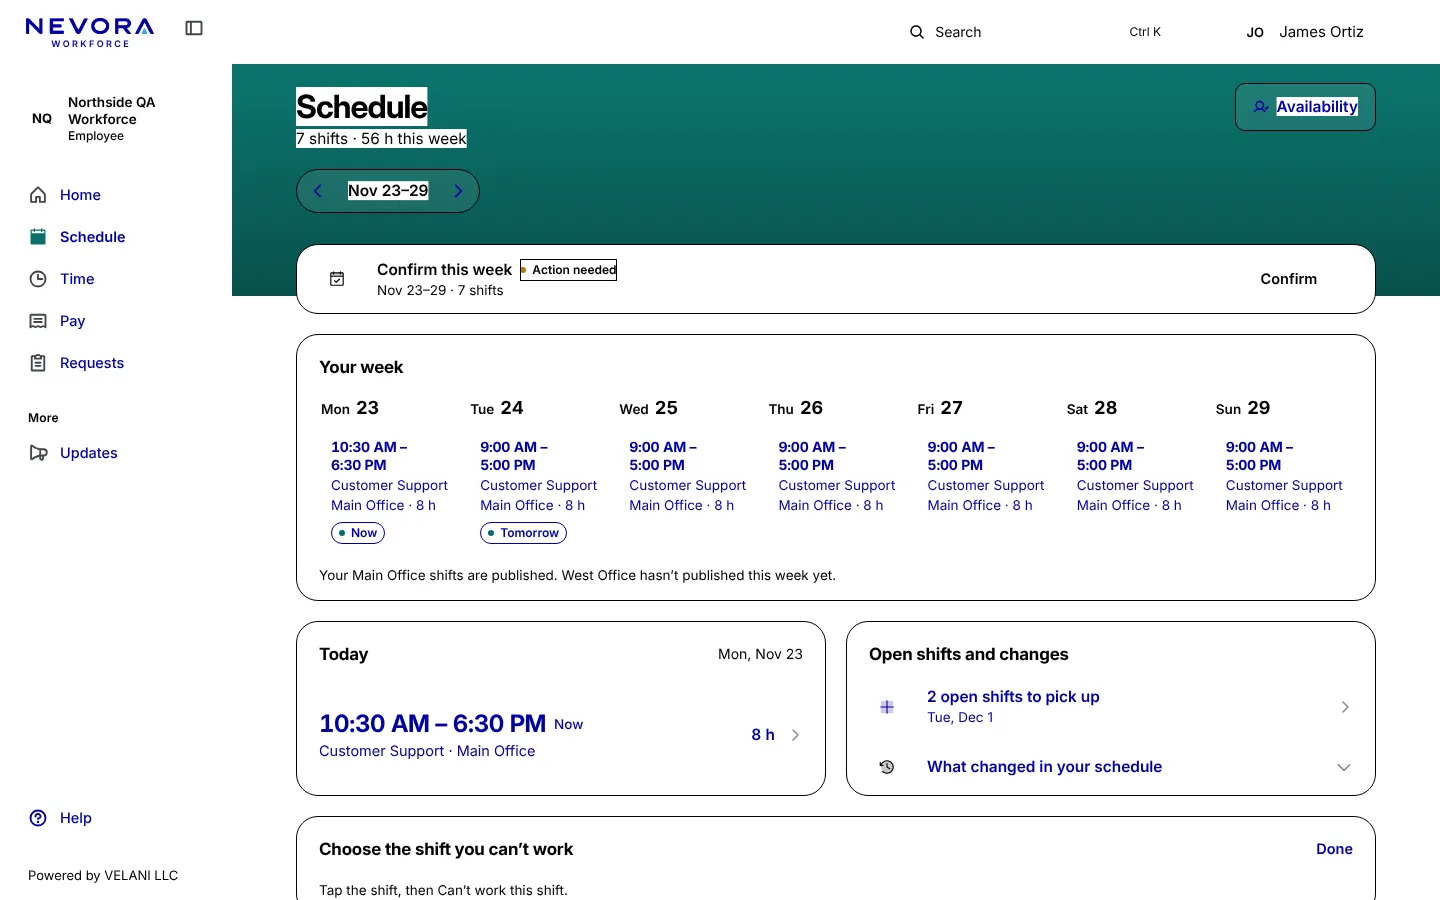 NEVORA
WORKFORCE
Search
Ctrl K
JO
James Ortiz
NQ
Northside QA
Workforce
Employee
Home
Schedule
Time
Pay
Requests
More
Updates
Help
Powered by VELANI LLC
Schedule
7 shifts · 56 h this week
Availability
Nov 23–29
Confirm this week
Action needed
Nov 23–29 · 7 shifts
Confirm
Your week
Mon 23
10:30 AM –
6:30 PM
Customer Support
Main Office · 8 h
Now
Tue 24
9:00 AM –
5:00 PM
Customer Support
Main Office · 8 h
Tomorrow
Wed 25
9:00 AM –
5:00 PM
Customer Support
Main Office · 8 h
Thu 26
9:00 AM –
5:00 PM
Customer Support
Main Office · 8 h
Fri 27
9:00 AM –
5:00 PM
Customer Support
Main Office · 8 h
Sat 28
9:00 AM –
5:00 PM
Customer Support
Main Office · 8 h
Sun 29
9:00 AM –
5:00 PM
Customer Support
Main Office · 8 h
Your Main Office shifts are published. West Office hasn’t published this week yet.
Today
Mon, Nov 23
10:30 AM – 6:30 PM Now
Customer Support · Main Office
8 h
Open shifts and changes
2 open shifts to pick up
Tue, Dec 1
What changed in your schedule
Choose the shift you can’t work
Done
Tap the shift, then Can’t work this shift.